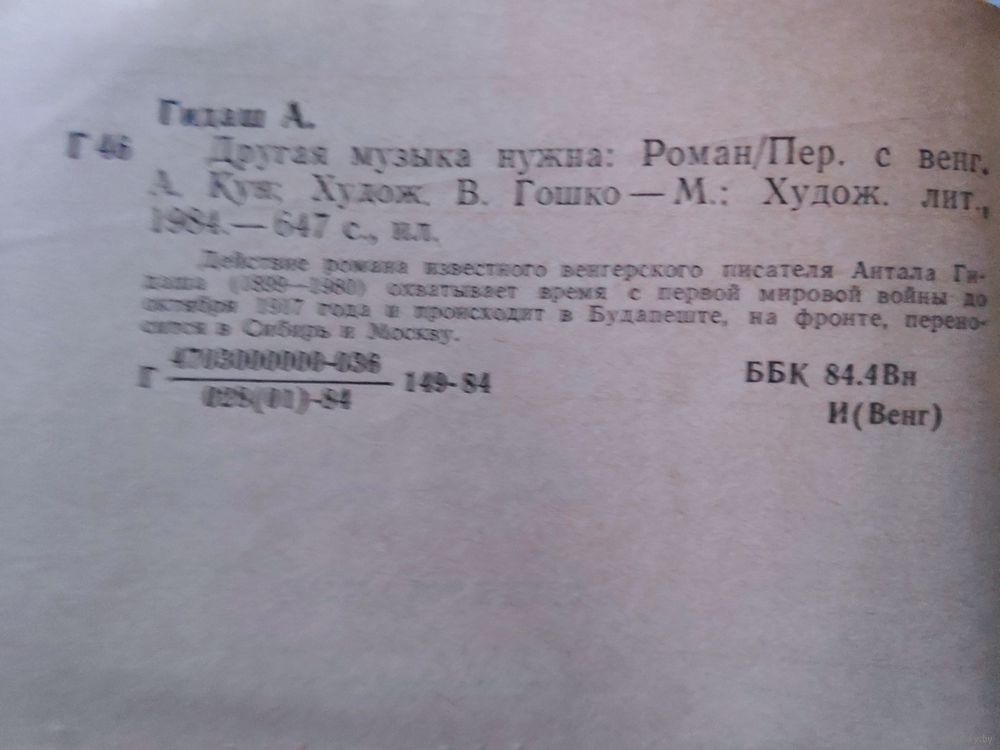 Гидаш А.
Г 46 Другая музыка нужна: Роман/Пер. с венг.
А. Кун; Худож. В. Гошко — М.: Худож. лит.,
1984. — 647 с., ил.
Действие романа известного венгерского писателя Антала Ги-
даша (1899—1980) охватывает время с первой мировой войны до
октября 1917 года и происходит в Будапеште, на фронте, перено-
сится в Сибирь и Москву.
Г 4703000000-036
028(01)-84 149-84
ББК 84.4Вн
И(Венг)